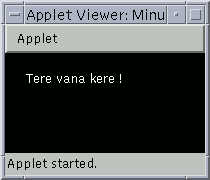 Applet Viewer: Minu
Applet
Tere vana kere !
Applet started.